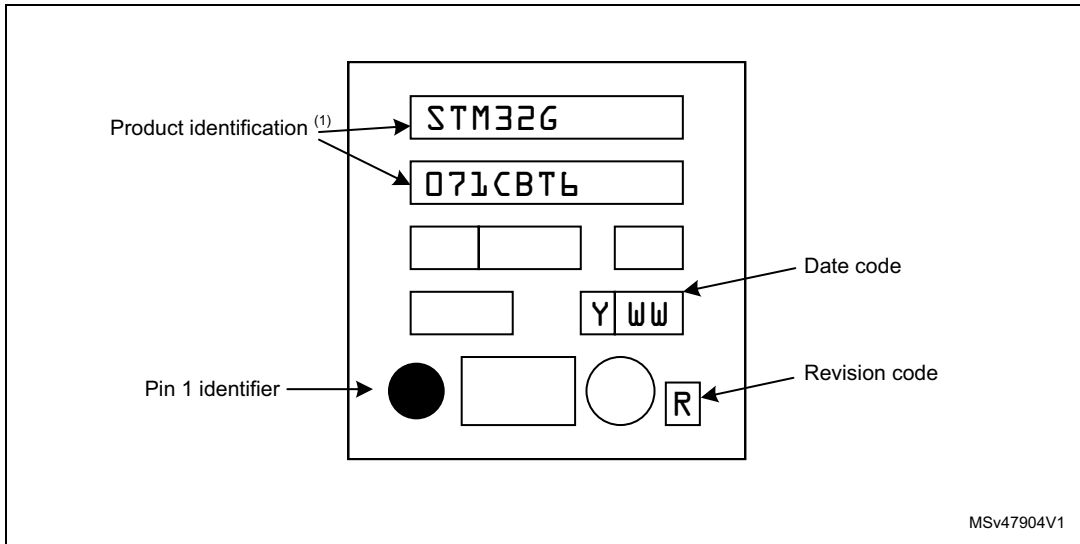 STM32G
Product identification (1)
071CBT6
Date code
Y WW
Pin 1 identifier
Revision code
R
MSv47904V1